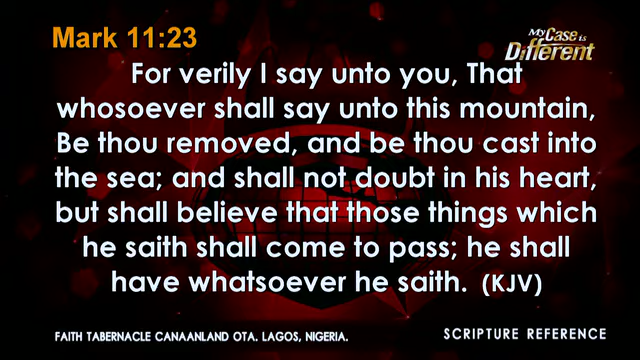 Mark 11:23
My Case is
Different
For verily I say unto you, That
whosoever shall say unto this mountain,
Be thou removed, and be thou cast into
the sea; and shall not doubt in his heart,
but shall believe that those things which
he saith shall come to pass; he shall
have whatsoever he saith. (KJV)
FAITH TABERNACLE CANAANLAND OTA. LAGOS, NIGERIA.
SCRIPTURE REFERENCE